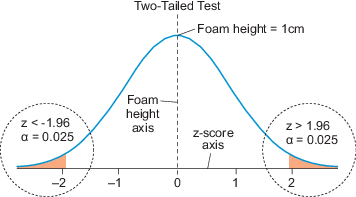 Two-Tailed Test
Foam height = 1cm
Foam
height
axis
z < -1.96
α = 0.025
z-score
axis
z > 1.96
α = 0.025
−2 −1 0 1 2